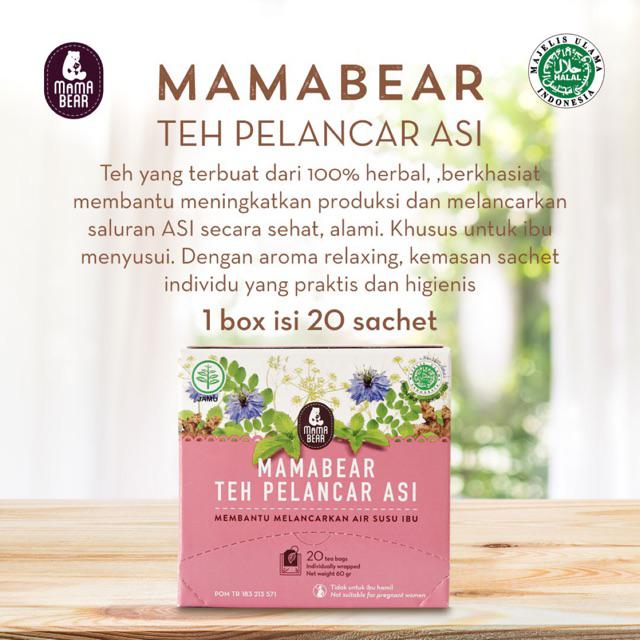 MAMA
BEAR
MAMABEAR
MAJELIS ULAMA
حلال
HALAL
INDONESIA
TEH PELANCAR ASI
Teh yang terbuat dari 100% herbal, ,berkhasiat
membantu meningkatkan produksi dan melancarkan
saluran ASI secara sehat, alami. Khusus untuk ibu
menyusui. Dengan aroma relaxing, kemasan sachet
individu yang praktis dan higienis
1 box isi 20 sachet
JAMU
MAMA
BEAR
MAMABEAR
TEH PELANCAR ASI
MEMBANTU MELANCARKAN AIR SUSU IBU
20 tea bags
Individually wrapped
Net weight 60 gr
POM TR 183 213 571
Tidak untuk ibu hamil
Not suitable for pregnant women